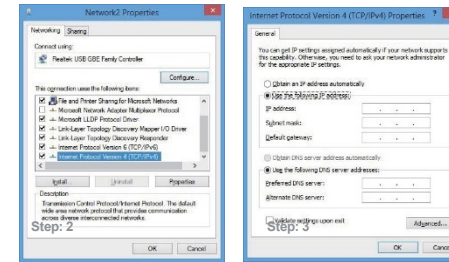 Network2 Properties
Networking Sharing
Connect using:
Realtek USB GBE Family Controller
Configure...
This connection uses the following items:
File and Printer Sharing for Microsoft Networks
Microsoft Network Adapter Multiplexor Protocol
Microsoft LLDP Protocol Driver
Link-Layer Topology Discovery Mapper I/O Driver
Link-Layer Topology Discovery Responder
Internet Protocol Version 6 (TCP/IPv6)
Internet Protocol Version 4 (TCP/IPv4)
Install... Uninstall Properties
Description
Transmission Control Protocol/Internet Protocol. The default
wide area network protocol that provides communication
across diverse interconnected networks.
Step: 2
OK Cancel
Internet Protocol Version 4 (TCP/IPv4) Properties ?
General
You can get IP settings assigned automatically if your network supports
this capability. Otherwise, you need to ask your network administrator
for the appropriate IP settings.
Obtain an IP address automatically
Use the following IP address:
IP address:
Subnet mask:
Default gateway:
Obtain DNS server address automatically
Use the following DNS server addresses:
Preferred DNS server:
Alternate DNS server:
Validate settings upon exit
Advanced...
Step: 3
OK Cance